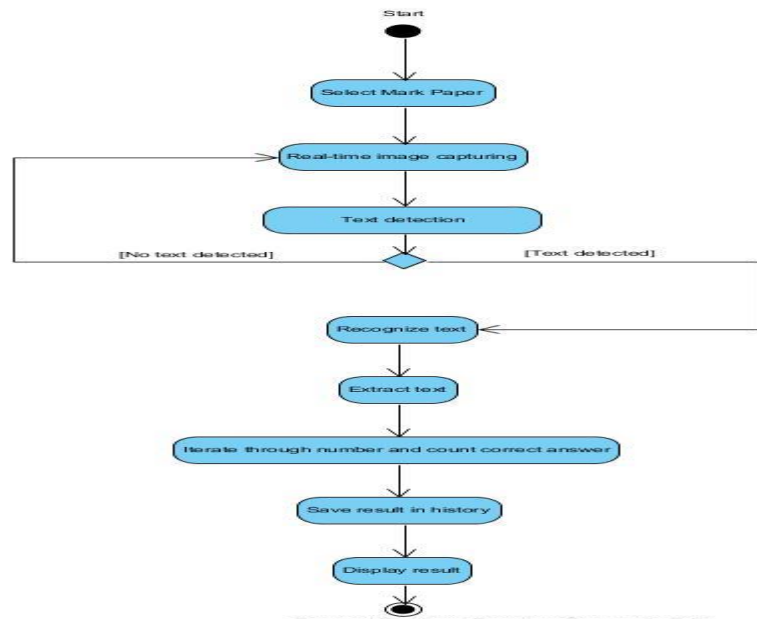 Start
Select Mark Paper
Real-time image capturing
Text detection
[No text detected]
[Text detected]
Recognize text
Extract text
Iterate through number and count correct answer
Save result in history
Display result